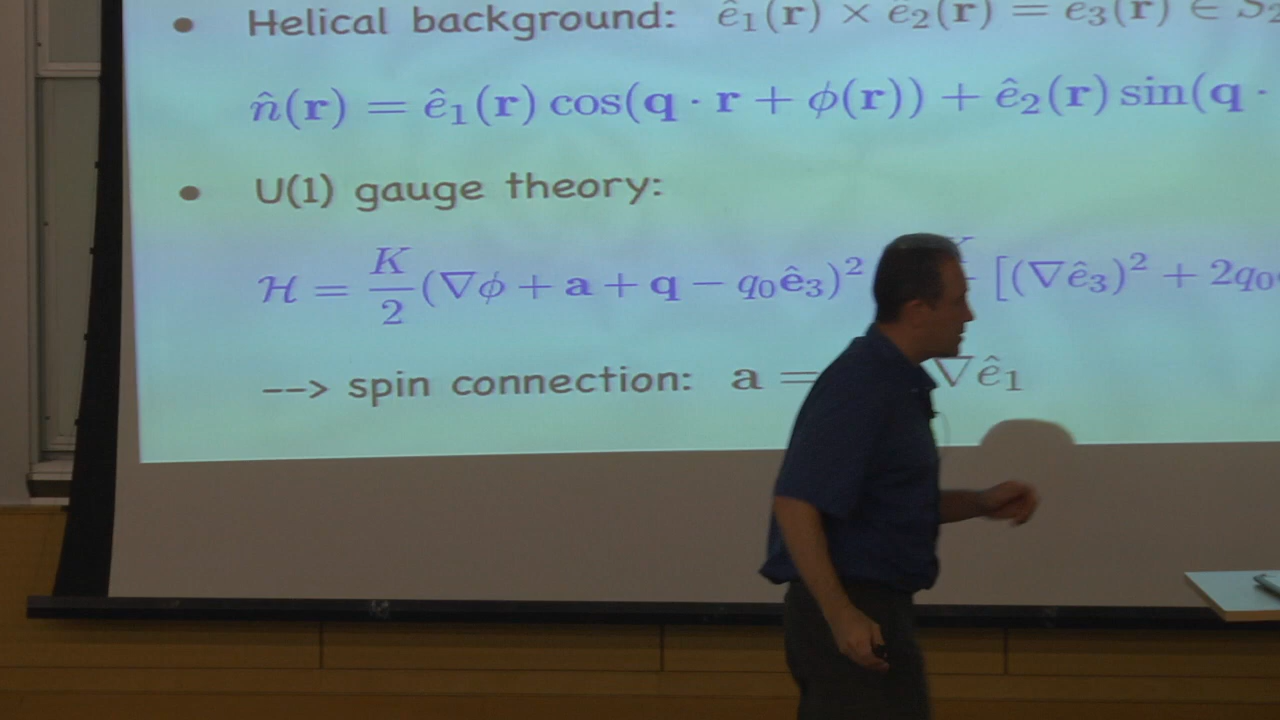 • Helical background: ê₁(r) × ê₂(r) = ê₃(r) ∈ S₂
n̂(r) = ê₁(r) cos(q · r + ϕ(r)) + ê₂(r) sin(q ·
• U(1) gauge theory:
ℋ = K/2 (∇ϕ + a + q − q₀ê₃)² [(∇ê₃)² + 2q₀
--> spin connection: a = ∇ê₁